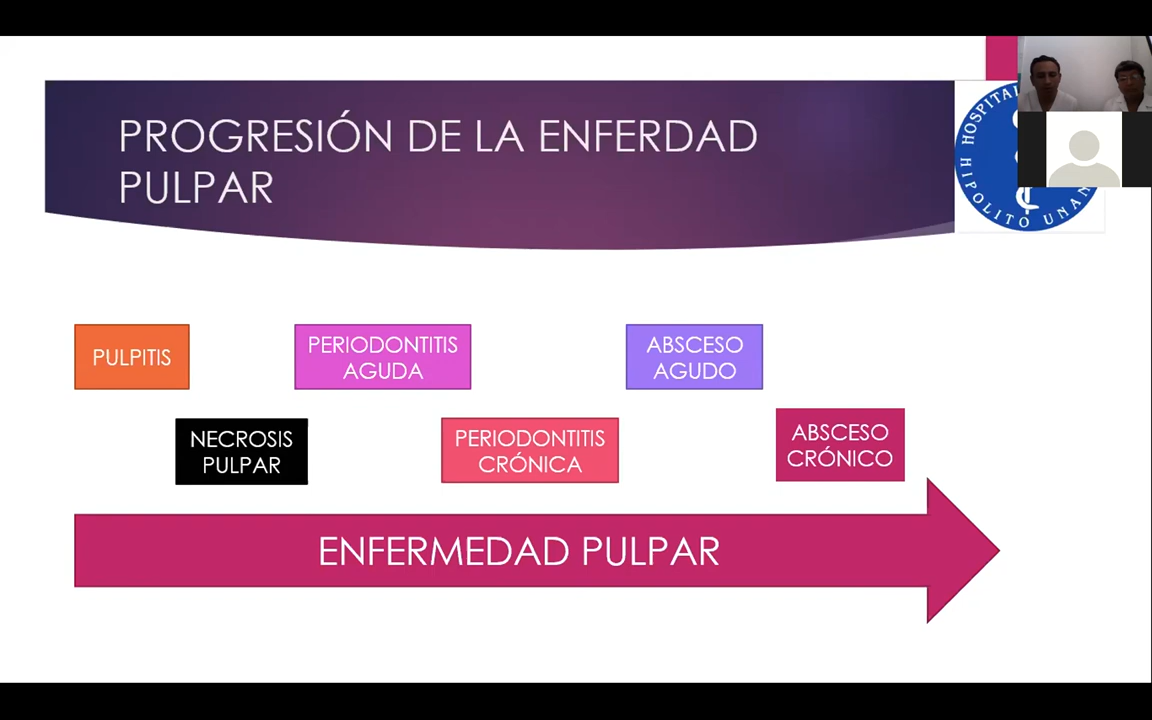 PROGRESIÓN DE LA ENFERDAD
PULPAR
HOSPITAL
HIPOLITO UNAN
PULPITIS
PERIODONTITIS
AGUDA
ABSCESO
AGUDO
NECROSIS
PULPAR
PERIODONTITIS
CRÓNICA
ABSCESO
CRÓNICO
ENFERMEDAD PULPAR